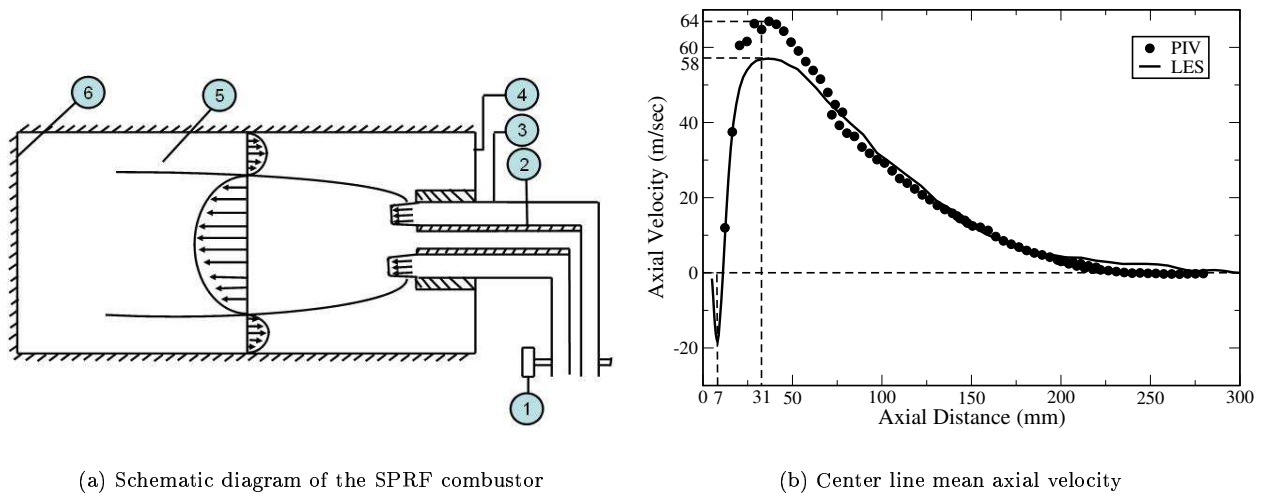 6
5
4
3
2
1
64
60
58
40
20
0
-20
Axial Velocity (m/sec)
PIV
LES
0 7 31 50 100 150 200 250 300
Axial Distance (mm)
(a) Schematic diagram of the SPRF combustor
(b) Center line mean axial velocity